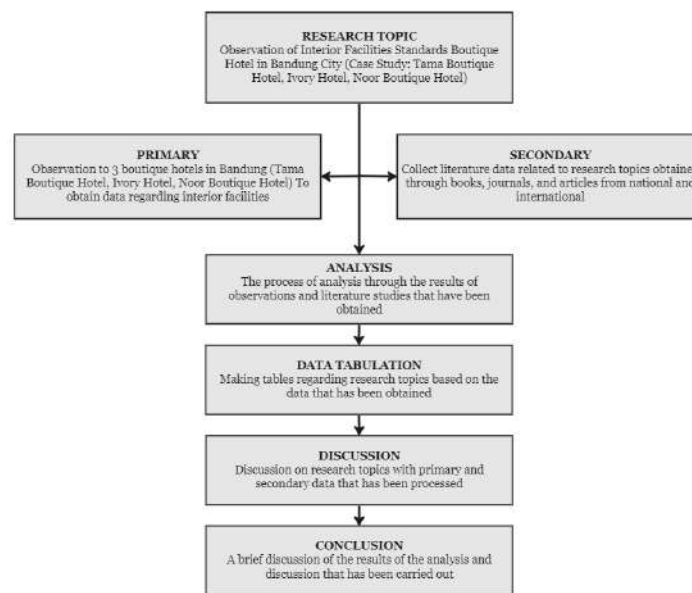 RESEARCH TOPIC
Observation of Interior Facilities Standards Boutique
Hotel in Bandung City (Case Study: Tama Boutique
Hotel, Ivory Hotel, Noor Boutique Hotel)
PRIMARY
Observation to 3 boutique hotels in Bandung (Tama
Boutique Hotel, Ivory Hotel, Noor Boutique Hotel) To
obtain data regarding interior facilities
SECONDARY
Collect literature data related to research topics obtaine
through books, journals, and articles from national and
international
ANALYSIS
The process of analysis through the results of
observations and literature studies that have been
obtained
DATA TABULATION
Making tables regarding research topics based on the
data that has been obtained
DISCUSSION
Discussion on research topics with primary and
secondary data that has been processed
CONCLUSION
A brief discussion of the results of the analysis and
discussion that has been carried out